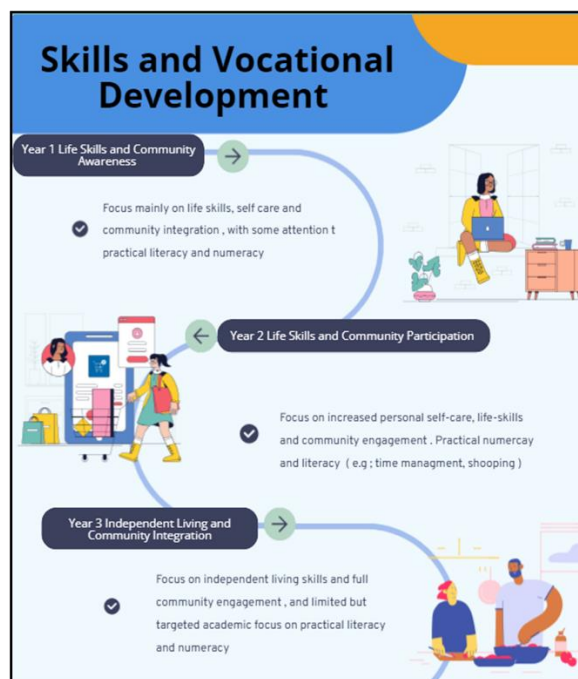 Skills and Vocational
Development
Year 1 Life Skills and Community
Awareness
Focus mainly on life skills, self care and
community integration , with some attention t
practical literacy and numeracy
Year 2 Life Skills and Community Participation
Focus on increased personal self-care, life-skills
and community engagement . Practical numercay
and literacy ( e.g ; time managment, shooping )
Year 3 Independent Living and
Community Integration
Focus on independent living skills and full
community engagement , and limited but
targeted academic focus on practical literacy
and numeracy